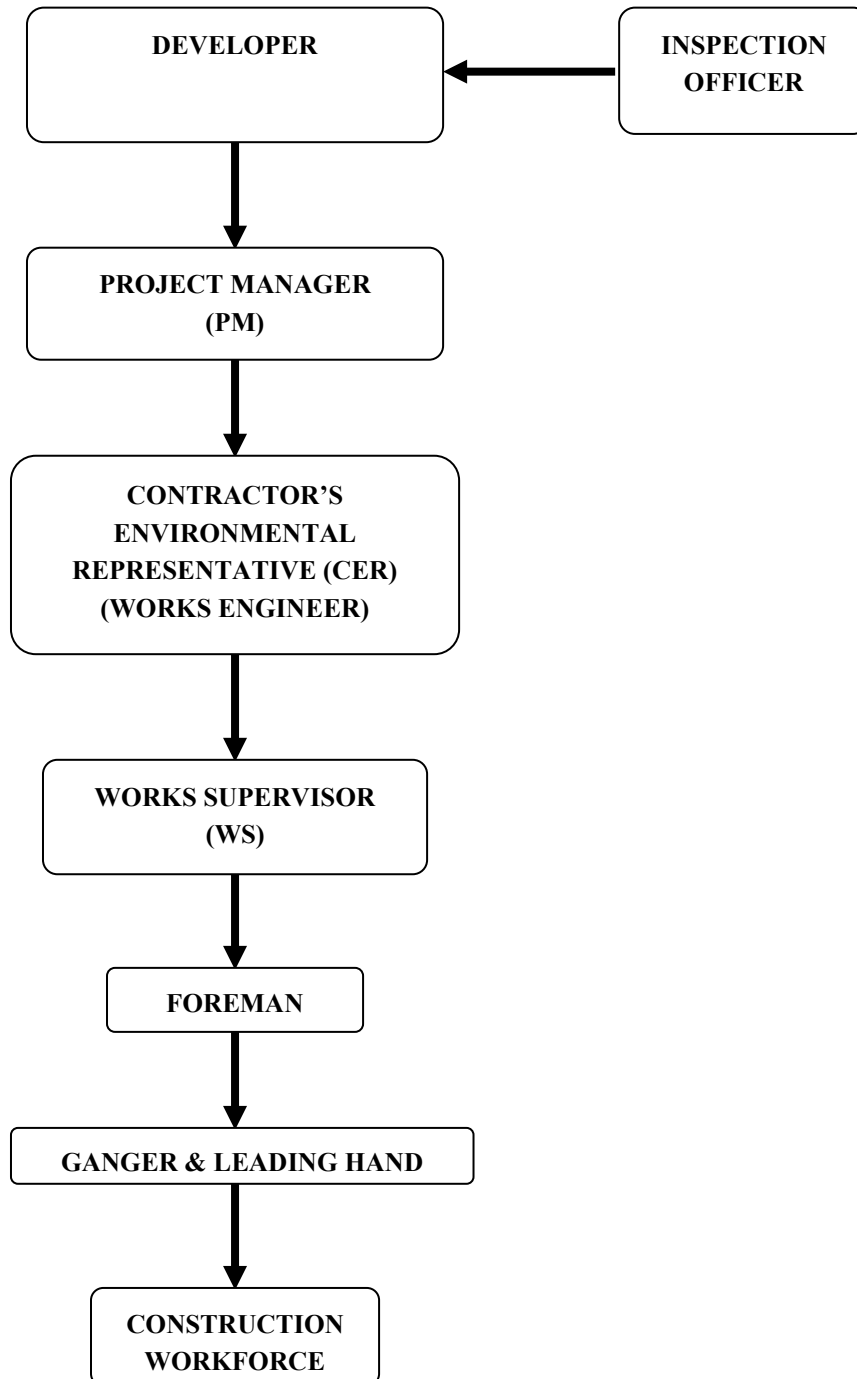 DEVELOPER
INSPECTION
OFFICER
PROJECT MANAGER
(PM)
CONTRACTOR’S
ENVIRONMENTAL
REPRESENTATIVE (CER)
(WORKS ENGINEER)
WORKS SUPERVISOR
(WS)
FOREMAN
GANGER & LEADING HAND
CONSTRUCTION
WORKFORCE